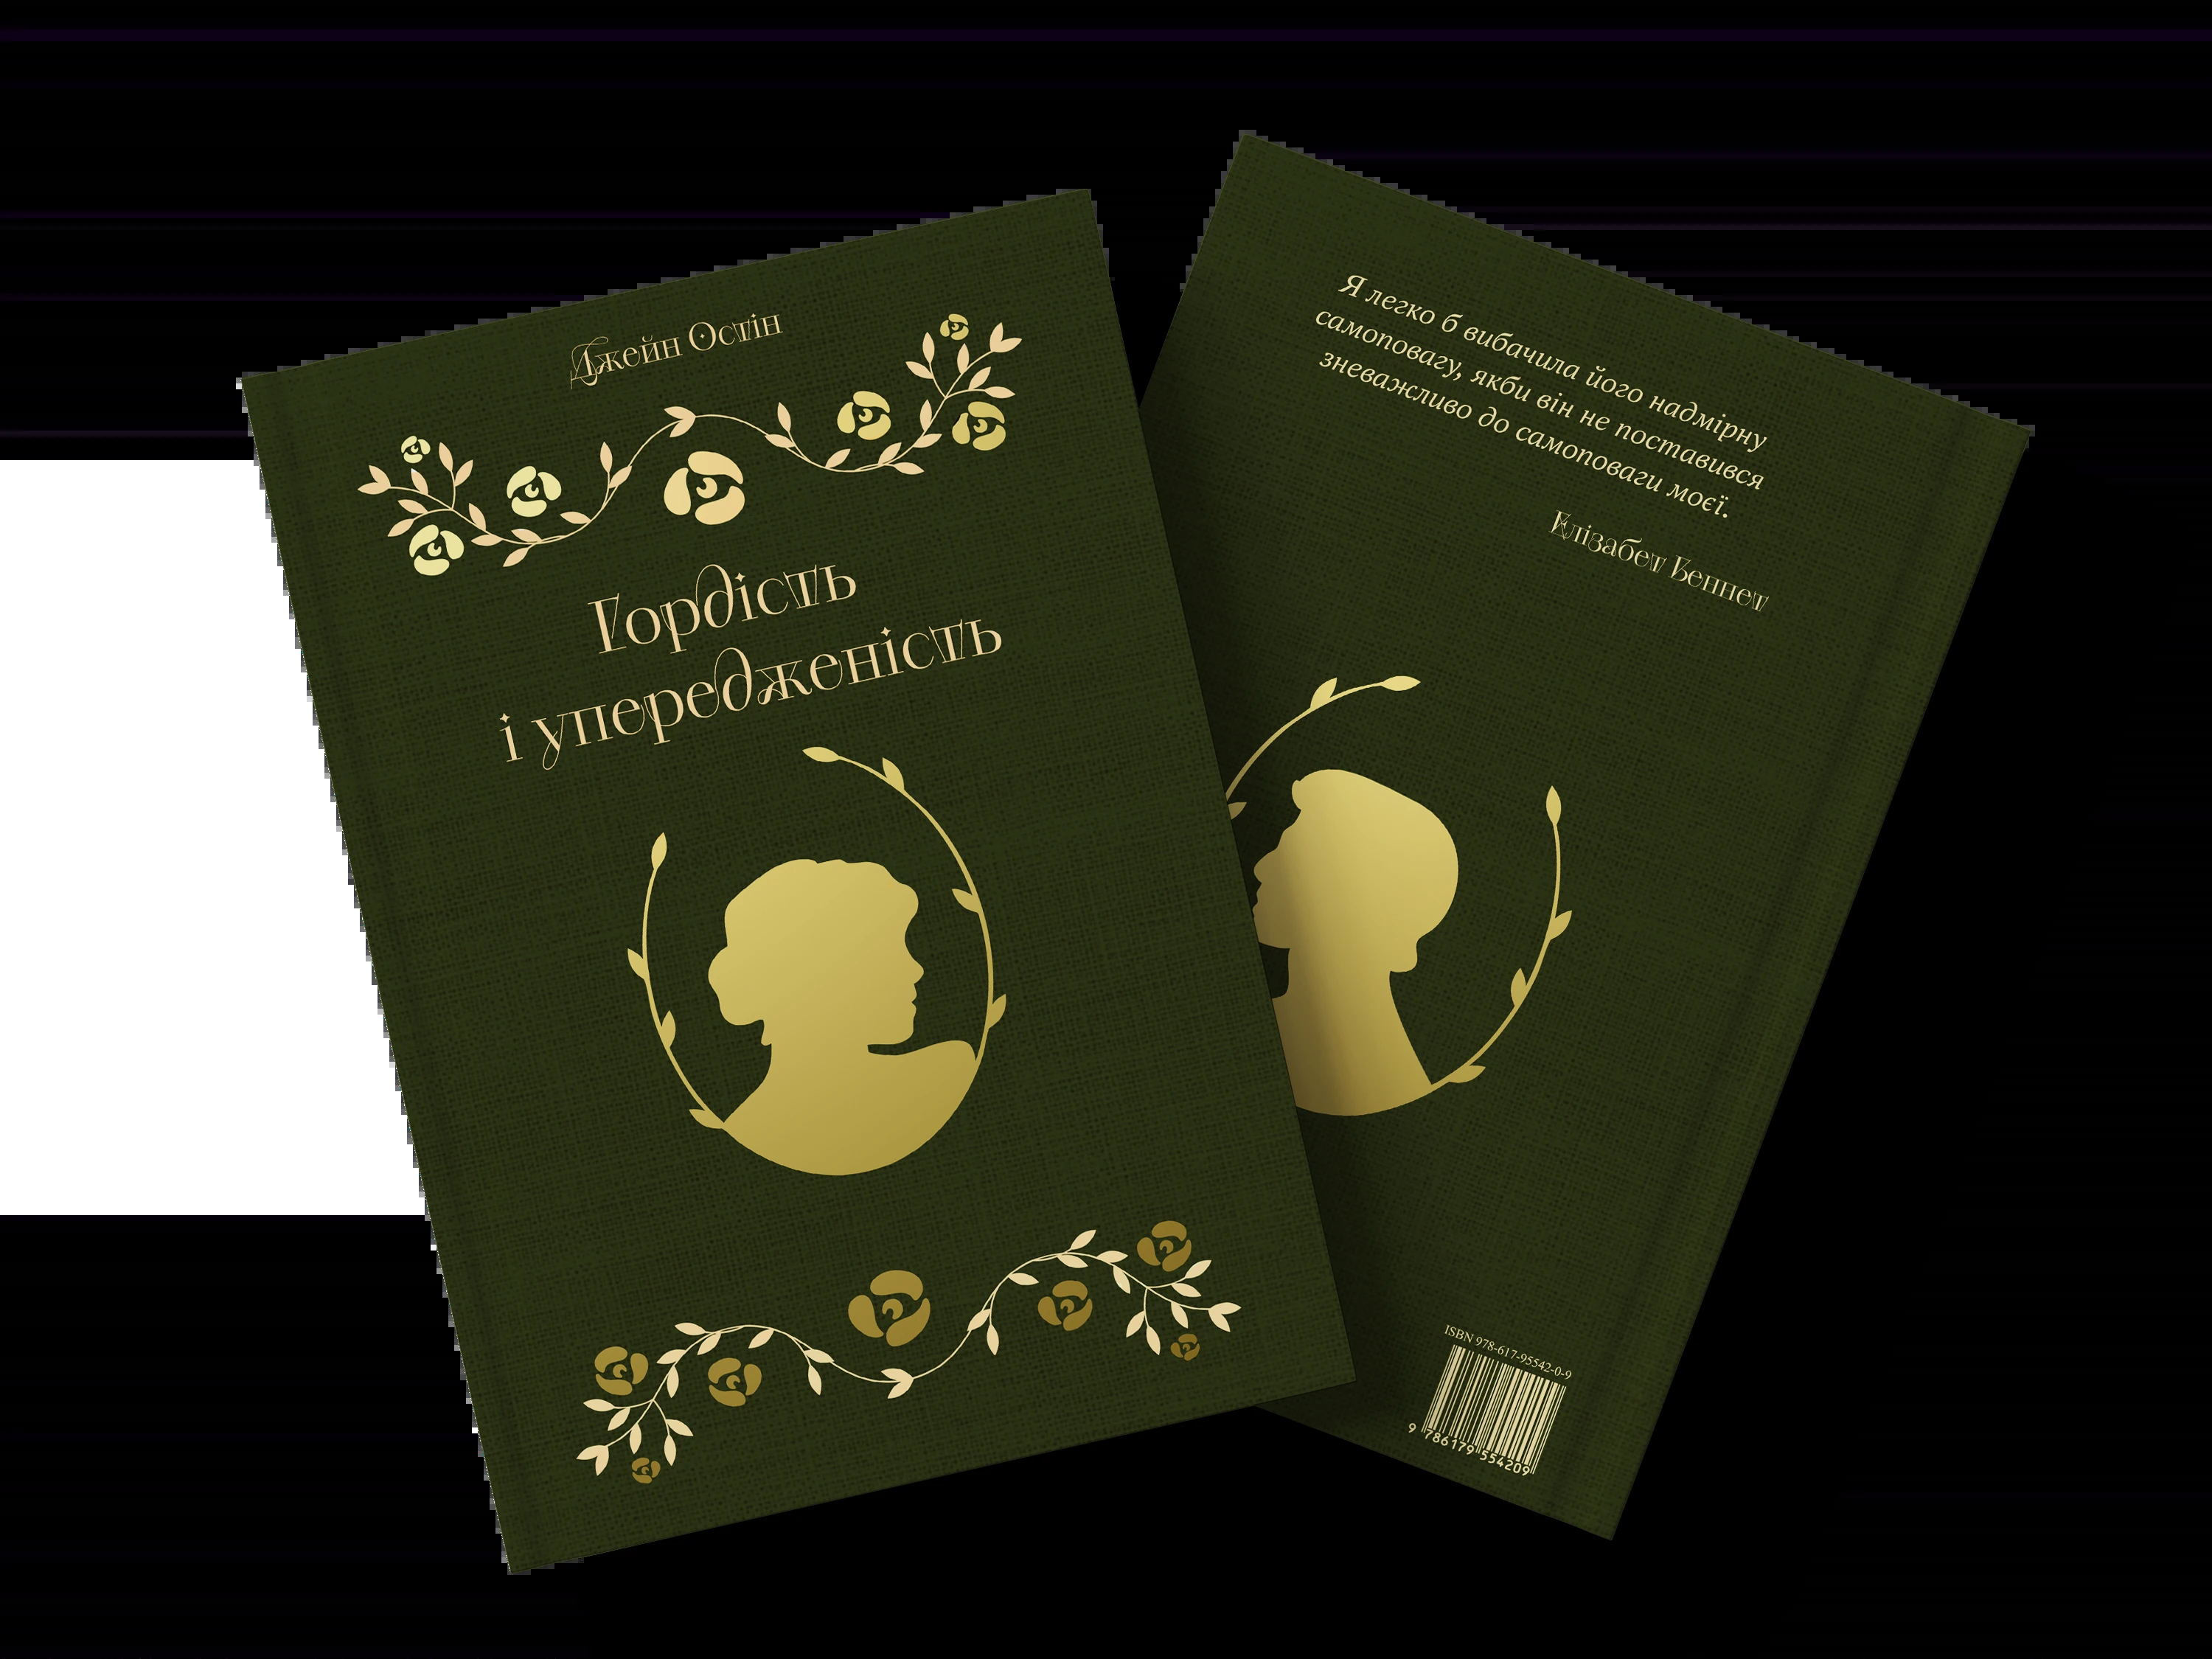 Джейн Остін
Гордість
і упередженість
Я легко б вибачила його надмірну
самоповагу, якби він не поставився
зневажливо до самоповаги моєї.
Елізабет Беннет
ISBN 978-617-95542-0-9
9 786179 554209